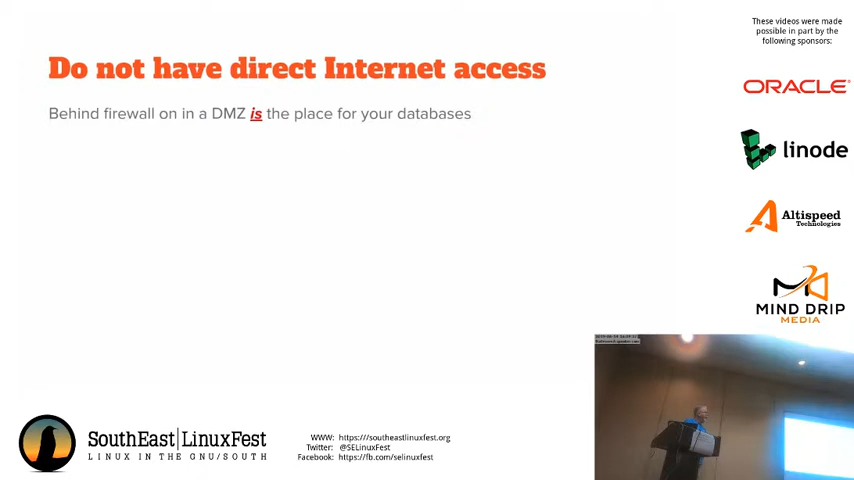 Do not have direct Internet access
Behind firewall on in a DMZ is the place for your databases
These videos were made
possible in part by the
following sponsors:
ORACLE®
linode
Altispeed
Technologies
MIND DRIP
MEDIA
SouthEast|LinuxFest
LINUX IN THE GNU/SOUTH
WWW: https:///southeastlinuxfest.org
Twitter: @SELinuxFest
Facebook: https://fb.com/selinuxfest